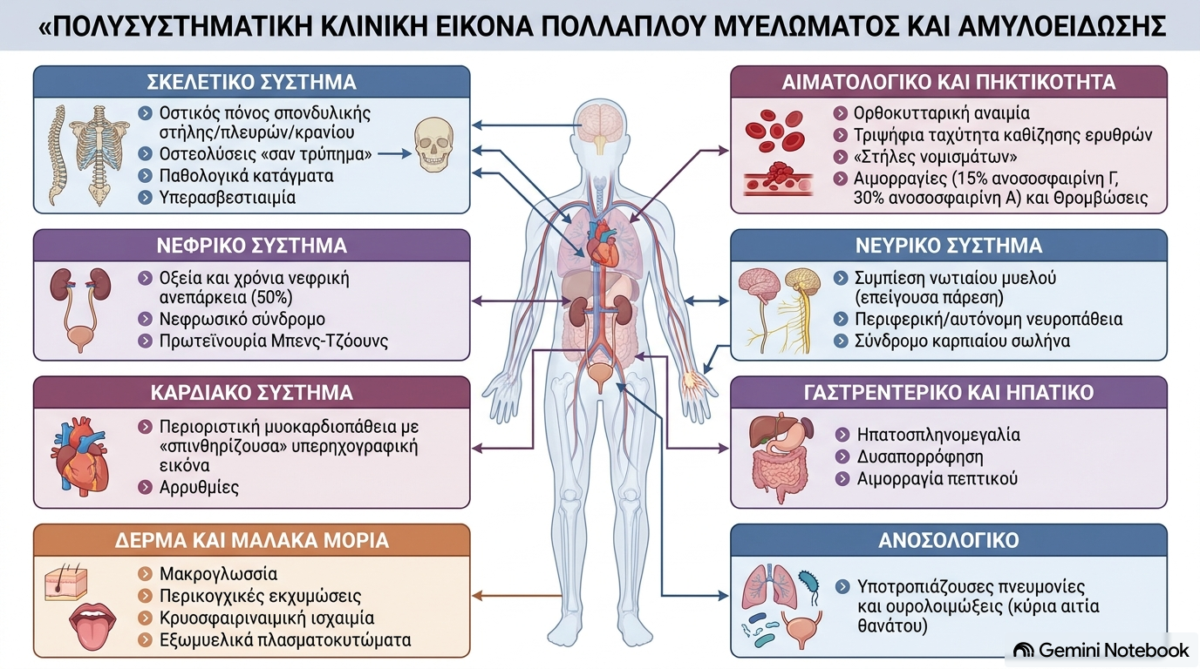 «ΠΟΛΥΣΥΣΤΗΜΑΤΙΚΗ ΚΛΙΝΙΚΗ ΕΙΚΟΝΑ ΠΟΛΛΑΠΛΟΥ ΜΥΕΛΩΜΑΤΟΣ ΚΑΙ ΑΜΥΛΟΕΙΔΩΣΗΣ
ΣΚΕΛΕΤΙΚΟ ΣΥΣΤΗΜΑ
Οστικός πόνος σπονδυλικής
στήλης/πλευρών/κρανίου
Οστεολύσεις «σαν τρύπημα»
Παθολογικά κατάγματα
Υπερασβεστιαιμία
ΝΕΦΡΙΚΟ ΣΥΣΤΗΜΑ
Οξεία και χρόνια νεφρική
ανεπάρκεια (50%)
Νεφρωσικό σύνδρομο
Πρωτεϊνουρία Μπενς-Τζόουνς
ΚΑΡΔΙΑΚΟ ΣΥΣΤΗΜΑ
Περιοριστική μυοκαρδιοπάθεια με
«σπινθηρίζουσα» υπερηχογραφική
εικόνα
Αρρυθμίες
ΔΕΡΜΑ ΚΑΙ ΜΑΛΑΚΑ ΜΟΡΙΑ
Μακρογλωσσία
Περικογχικές εκχυμώσεις
Κρυοσφαιριναιμική ισχαιμία
Εξωμυελικά πλασματοκυτώματα
ΑΙΜΑΤΟΛΟΓΙΚΟ ΚΑΙ ΠΗΚΤΙΚΟΤΗΤΑ
Ορθοκυτταρική αναιμία
Τριψήφια ταχύτητα καθίζησης ερυθρών
«Στήλες νομισμάτων»
Αιμορραγίες (15% ανοσοσφαιρίνη Γ,
30% ανοσοσφαιρίνη Α) και Θρομβώσεις
ΝΕΥΡΙΚΟ ΣΥΣΤΗΜΑ
Συμπίεση νωτιαίου μυελού
(επείγουσα πάρεση)
Περιφερική/αυτόνομη νευροπάθεια
Σύνδρομο καρπιαίου σωλήνα
ΓΑΣΤΡΕΝΤΕΡΙΚΟ ΚΑΙ ΗΠΑΤΙΚΟ
Ηπατοσπληνομεγαλία
Δυσαπορρόφηση
Αιμορραγία πεπτικού
ΑΝΟΣΟΛΟΓΙΚΟ
Υποτροπιάζουσες πνευμονίες
και ουρολοιμώξεις (κύρια αιτία
θανάτου)
Gemini Notebook